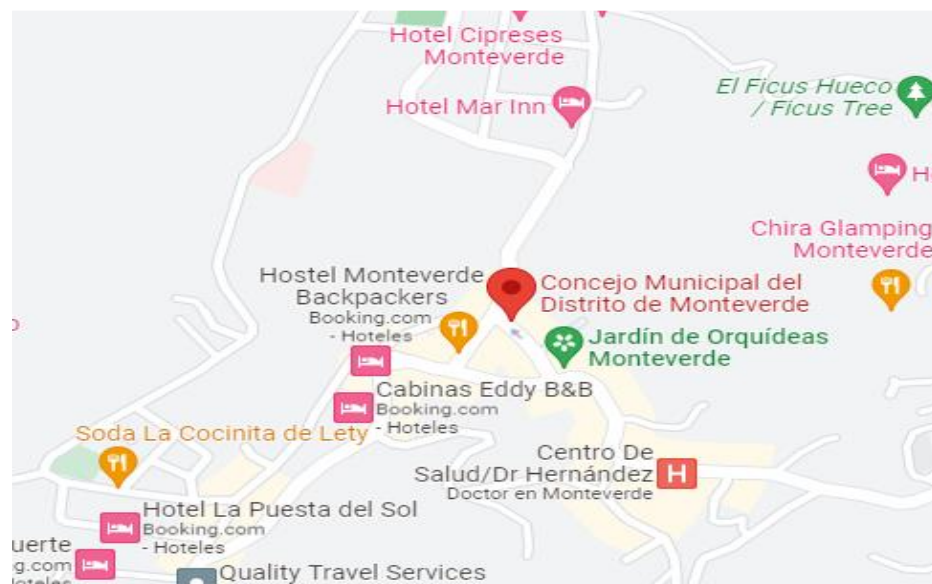 Hotel Cipreses
Monteverde
El Ficus Hueco
/ Ficus Tree
Hotel Mar Inn
H
Chira Glamping
Monteverde
Hostel Monteverde
Backpackers
Booking.com
- Hoteles
Concejo Municipal del
Distrito de Monteverde
Jardín de Orquídeas
Monteverde
Cabinas Eddy B&B
Booking.com
- Hoteles
Soda La Cocinita de Lety
Centro De
Salud/Dr Hernández
Doctor en Monteverde
H
Hotel La Puesta del Sol
Booking.com
- Hoteles
uerte
g.com
Quality Travel Services